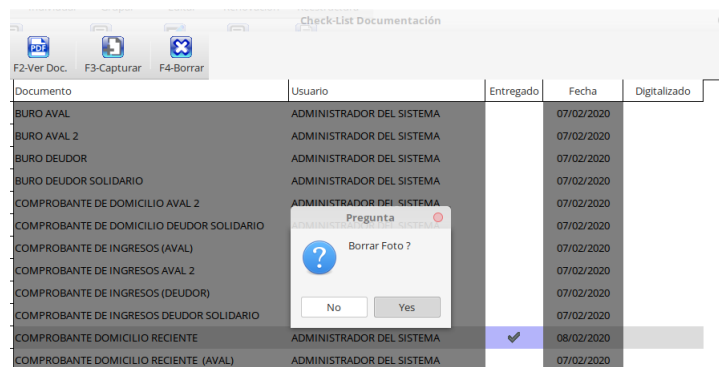 Check-List Documentación
F2-Ver Doc. F3-Capturar F4-Borrar
Documento Usuario Entregado Fecha Digitalizado
BURO AVAL ADMINISTRADOR DEL SISTEMA 07/02/2020
BURO AVAL 2 ADMINISTRADOR DEL SISTEMA 07/02/2020
BURO DEUDOR ADMINISTRADOR DEL SISTEMA 07/02/2020
BURO DEUDOR SOLIDARIO ADMINISTRADOR DEL SISTEMA 07/02/2020
COMPROBANTE DE DOMICILIO AVAL 2 ADMINISTRADOR DEL SISTEMA 07/02/2020
COMPROBANTE DE DOMICILIO DEUDOR SOLIDARIO 07/02/2020
COMPROBANTE DE INGRESOS (AVAL) 07/02/2020
COMPROBANTE DE INGRESOS AVAL 2 07/02/2020
COMPROBANTE DE INGRESOS (DEUDOR) 07/02/2020
COMPROBANTE DE INGRESOS DEUDOR SOLIDARIO 07/02/2020
COMPROBANTE DOMICILIO RECIENTE ADMINISTRADOR DEL SISTEMA 08/02/2020
COMPROBANTE DOMICILIO RECIENTE (AVAL) ADMINISTRADOR DEL SISTEMA 07/02/2020
Pregunta
Borrar Foto ?
No Yes
PDF